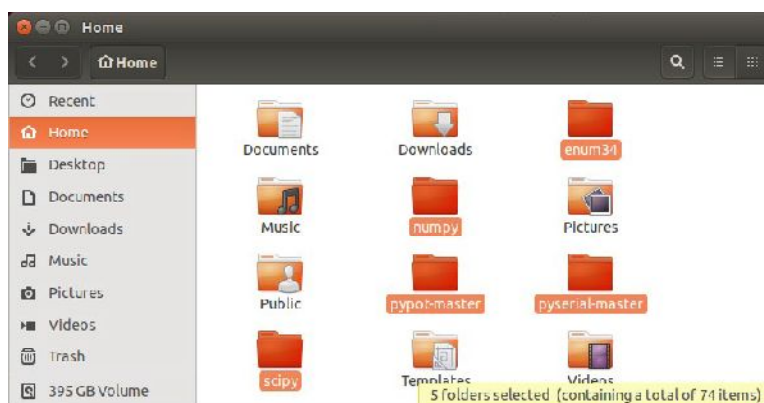 Home
Home
Recent
Home
Desktop
Documents
Downloads
Music
Pictures
Videos
Trash
395 GB Volume
Documents Downloads enum34
Music numpy Pictures
Public pypot-master pyserial-master
scipy Templates Videos
5 folders selected (containing a total of 74 items)